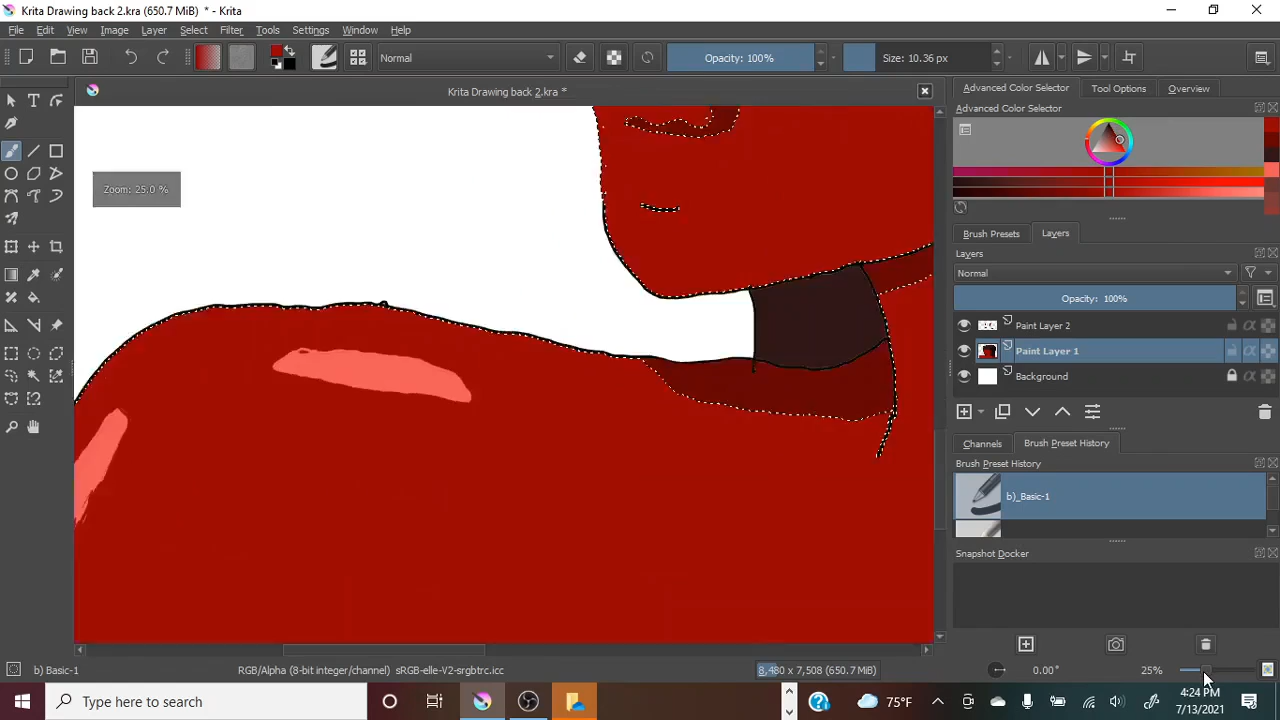 Krita Drawing back 2.kra (650.7 MiB) * - Krita
File Edit View Image Layer Select Filter Tools Settings Window Help
Normal Opacity: 100% Size: 10.36 px
Krita Drawing back 2.kra *
Zoom: 25.0 %
Advanced Color Selector Tool Options Overview
Advanced Color Selector
Brush Presets Layers
Layers
Normal
Opacity: 100%
Paint Layer 2
Paint Layer 1
Background
Channels Brush Preset History
Brush Preset History
b)_Basic-1
Snapshot Docker
b) Basic-1 RGB/Alpha (8-bit integer/channel) sRGB-elle-V2-srgbtrc.icc 8,480 x 7,508 (650.7 MiB) 0.00° 25%
Type here to search 75°F 4:24 PM
7/13/2021